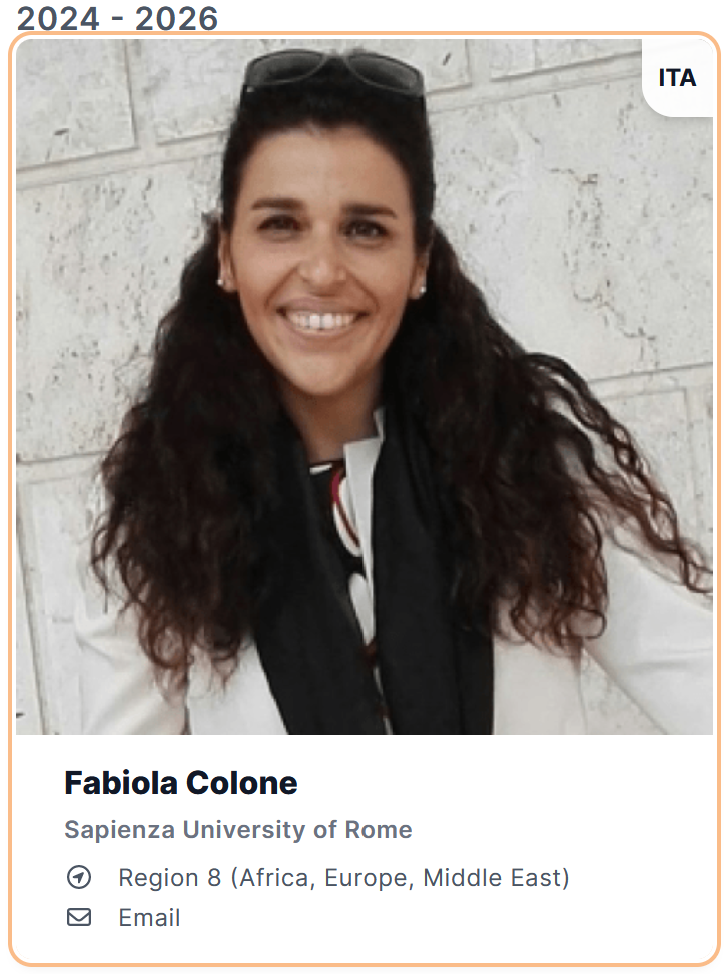 2024 - 2026
ITA
Fabiola Colone
Sapienza University of Rome
Region 8 (Africa, Europe, Middle East)
Email